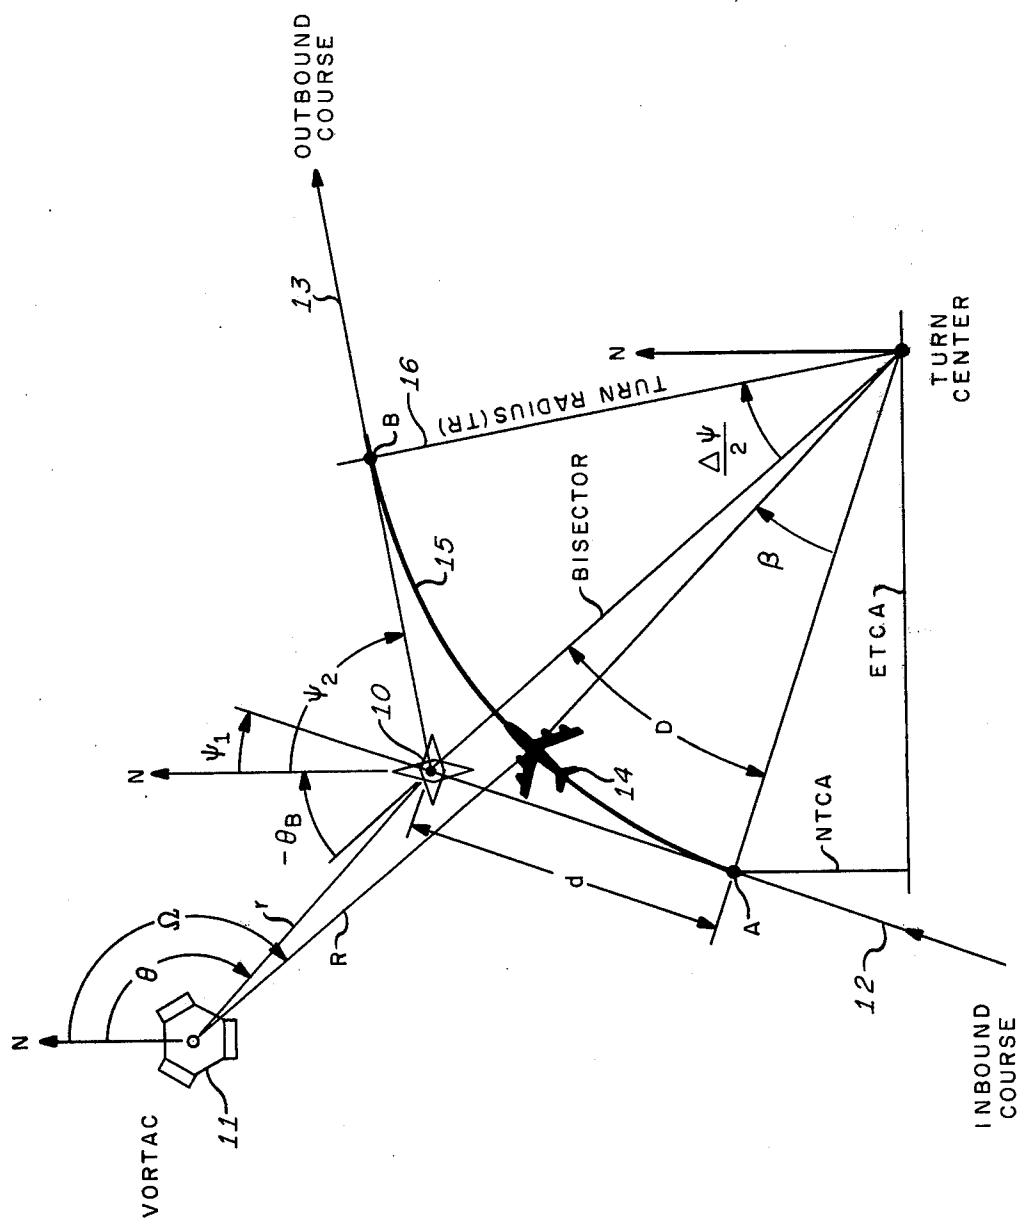 N
VORTAC
11
θ
Ω
r
R
-θB
N
ψ1
ψ2
10
OUTBOUND
COURSE
13
B
16
15
TURN RADIUS(TR)
14
d
D
BISECTOR
Δψ
2
β
N
A
12
NTCA
ETCA
TURN
CENTER
INBOUND
COURSE